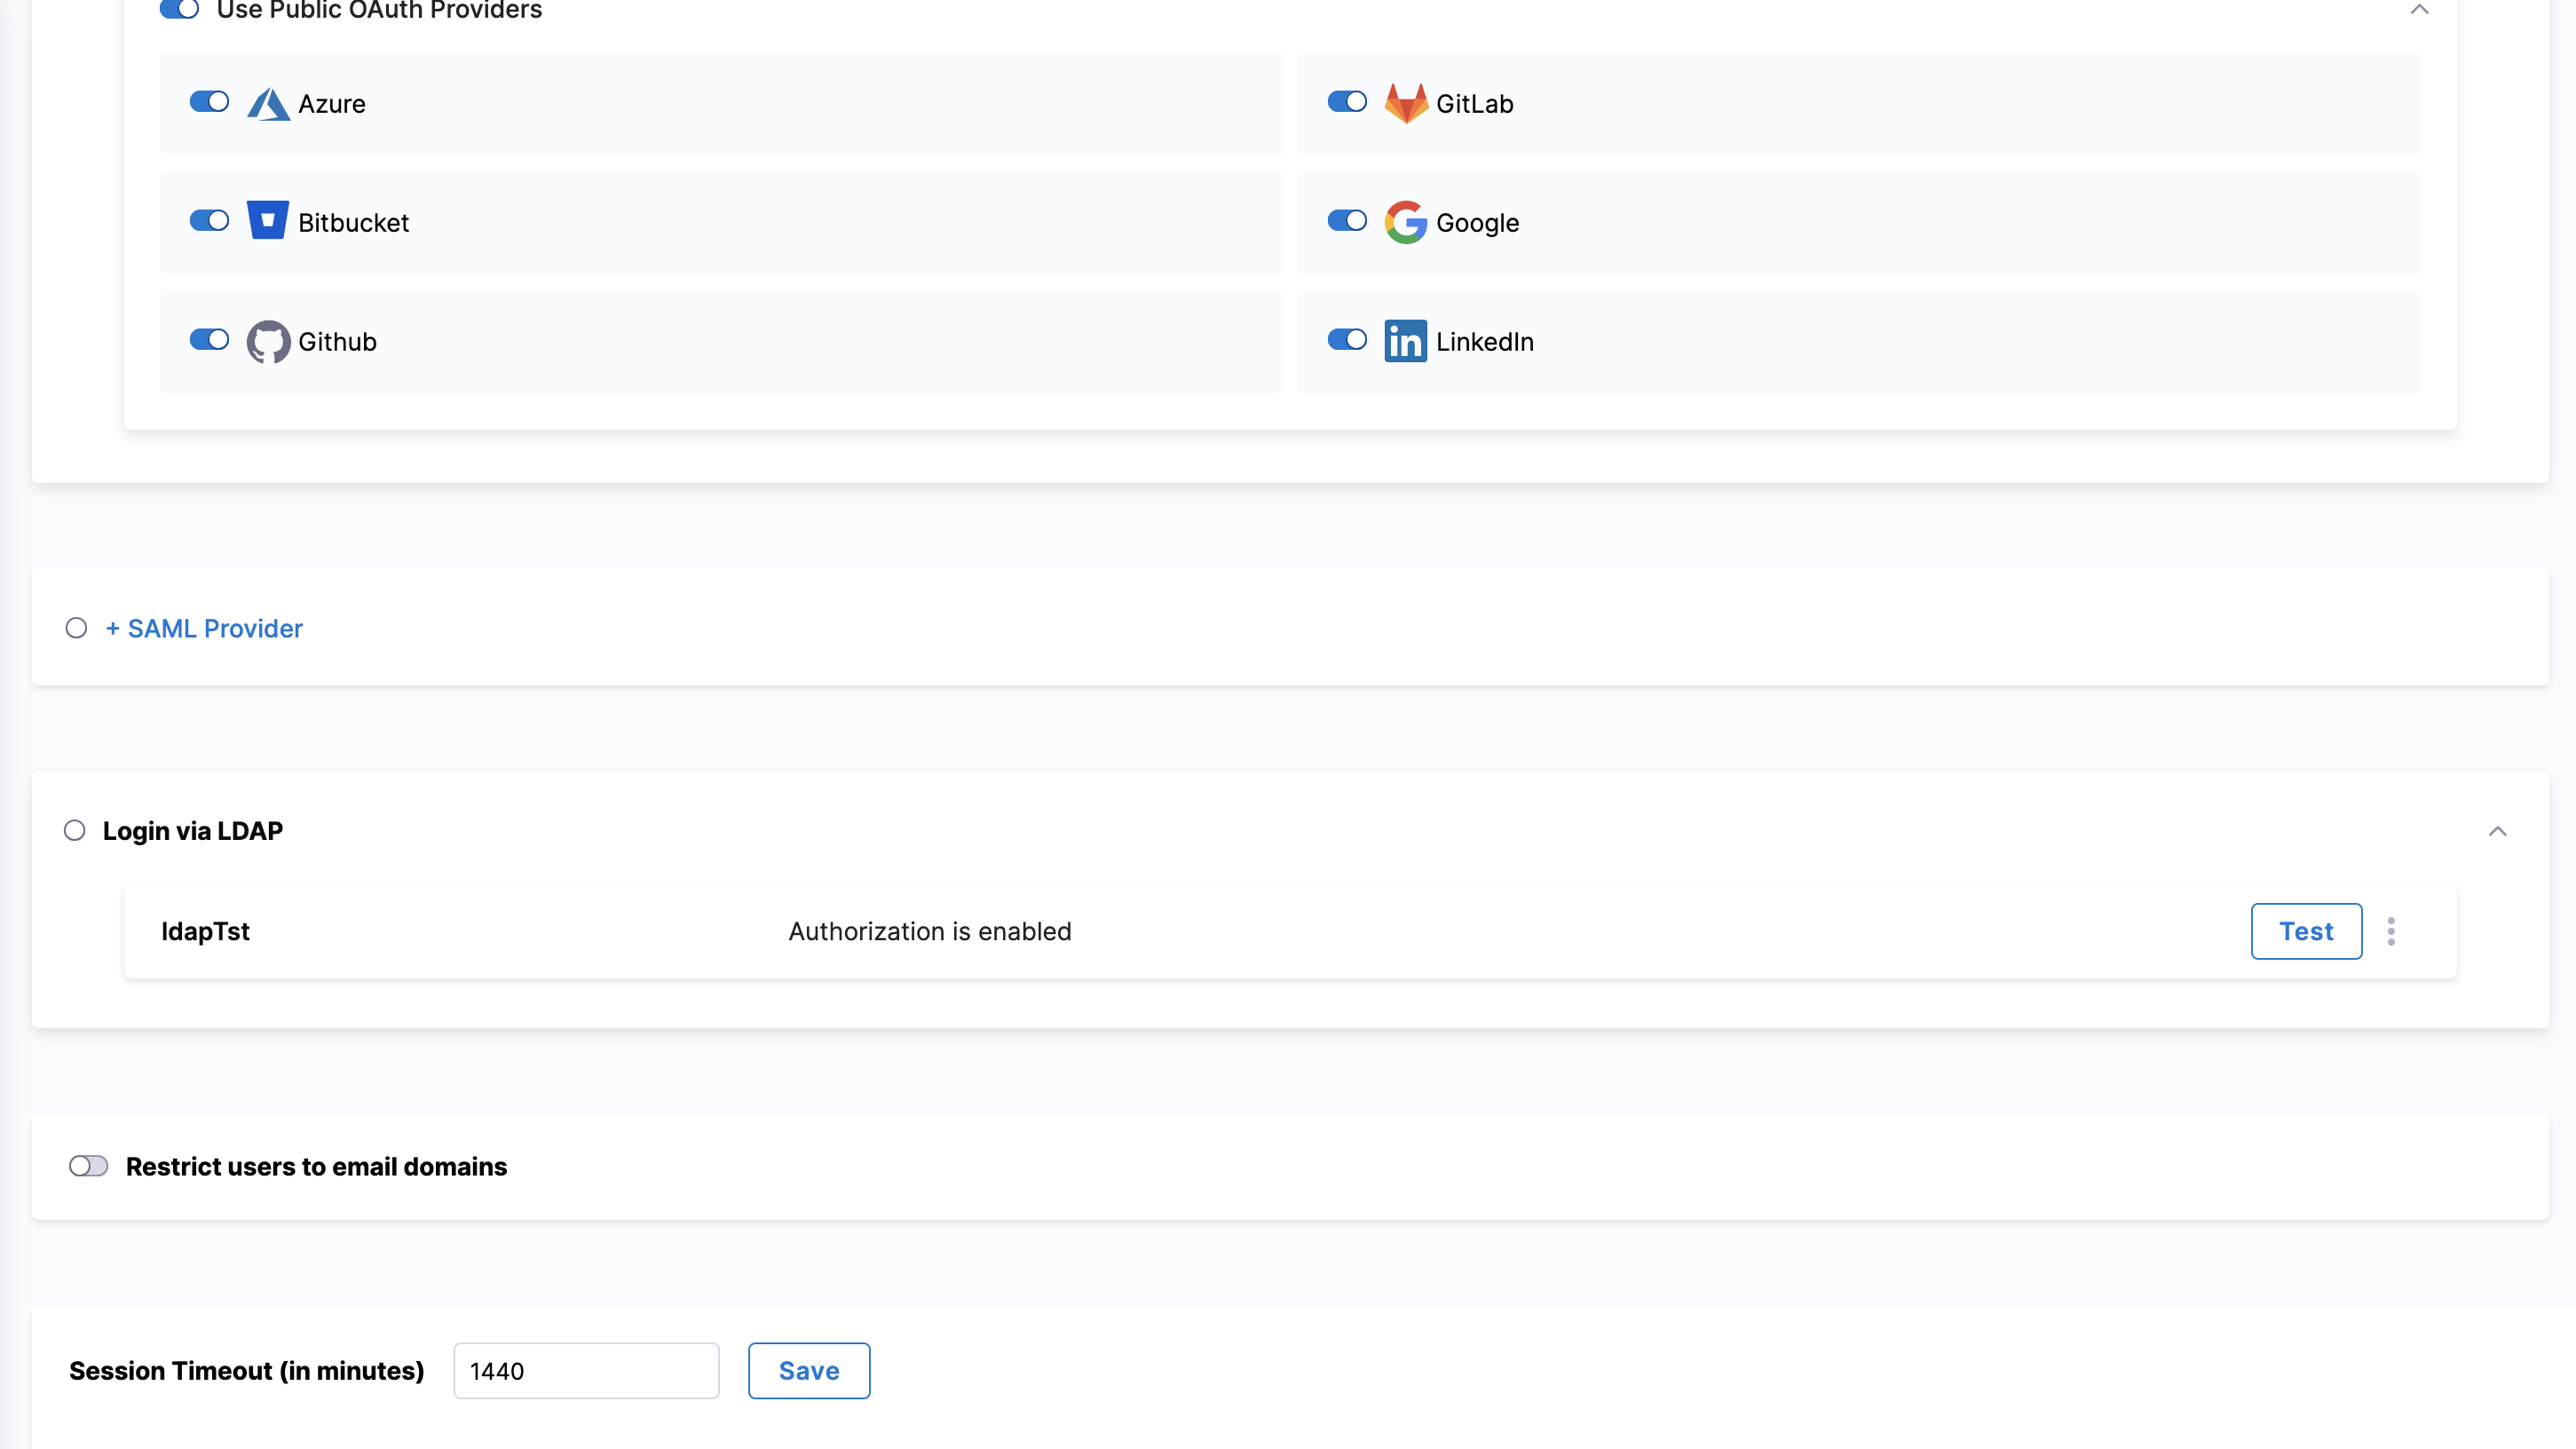 Use Public OAuth Providers
Azure
GitLab
Bitbucket
Google
Github
LinkedIn
+ SAML Provider
Login via LDAP
ldapTst Authorization is enabled Test
Restrict users to email domains
Session Timeout (in minutes) 1440 Save